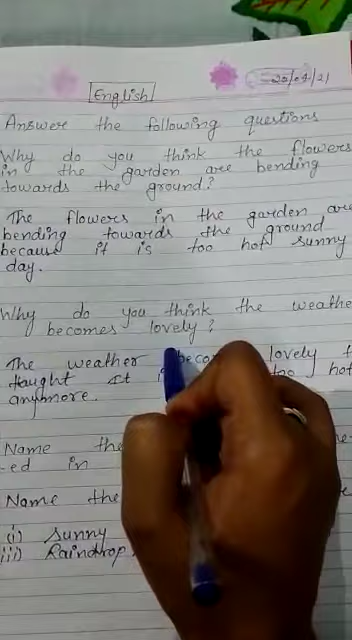 English
20/04/21
Answer the following questions
Why do you think the flowers
in the garden are bending
towards the ground?
The flowers in the garden are
bending towards the ground
because it is too hot sunny
day.
Why do you think the weathe
becomes lovely?
The weather becom lovely
taught It too hot
anymore.
Name the
-ed in
Name the
(i) Sunny
(ii) Raindrop